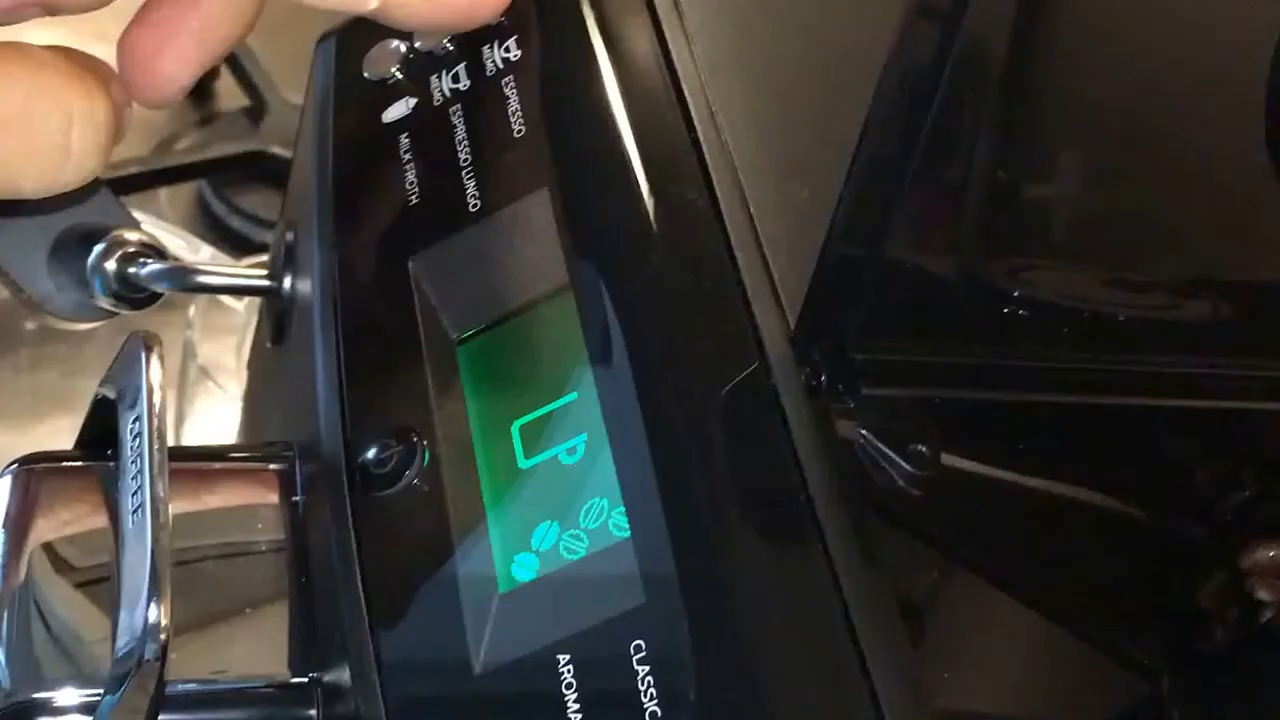 MEMO
ESPRESSO
MEMO
ESPRESSO LUNGO
MILK FROTH
CLASSIC
AROMA
COFFEE